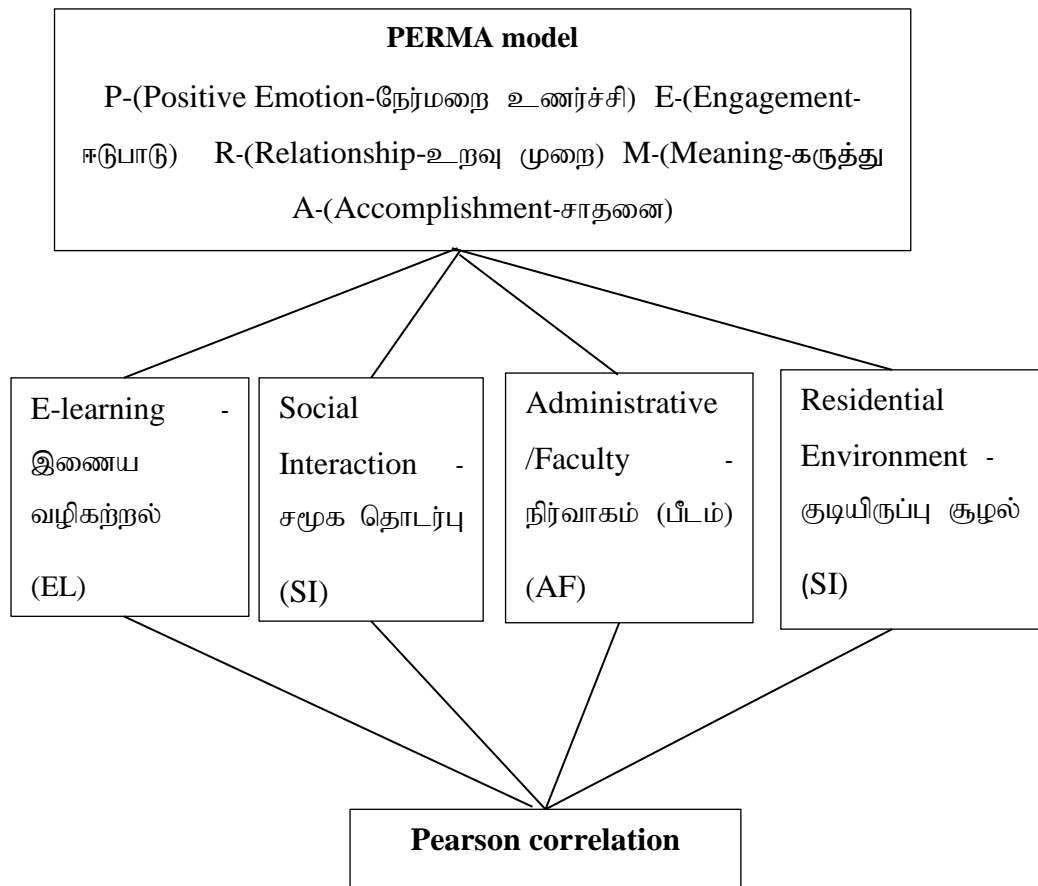 PERMA model
P-(Positive Emotion-நேர்மறை உணர்ச்சி) E-(Engagement-
ஈடுபாடு) R-(Relationship-உறவு முறை) M-(Meaning-கருத்து
A-(Accomplishment-சாதனை)
E-learning -
இணைய
வழிகற்றல்
(EL)
Social
Interaction -
சமூக தொடர்பு
(SI)
Administrative
/Faculty -
நிர்வாகம் (பீடம்)
(AF)
Residential
Environment -
குடியிருப்பு சூழல்
(SI)
Pearson correlation